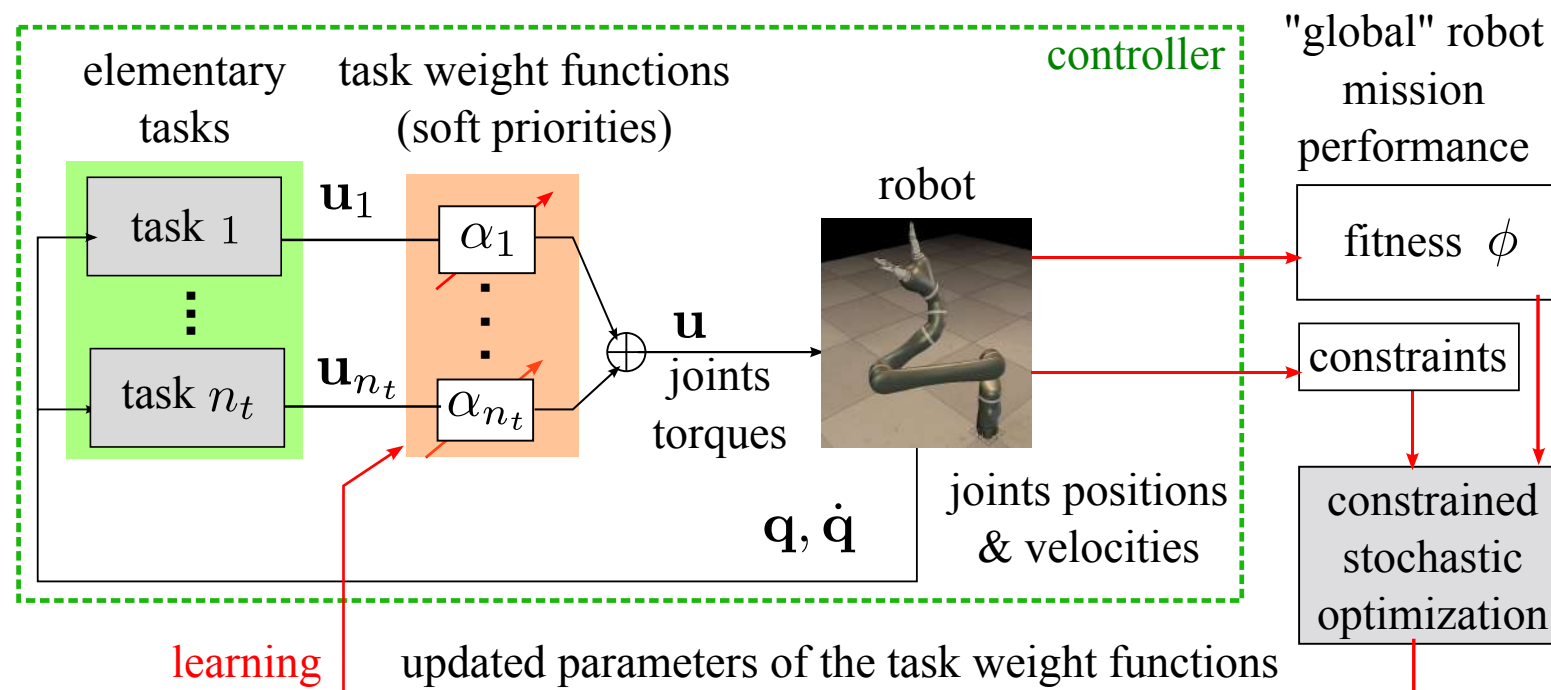 controller
"global" robot
mission
performance
elementary
tasks
task weight functions
(soft priorities)
robot
task 1
u₁
α₁
fitness ϕ
task nₜ
uₙₜ
αₙₜ
u
joints
torques
constraints
q, q̇
joints positions
& velocities
constrained
stochastic
optimization
learning
updated parameters of the task weight functions